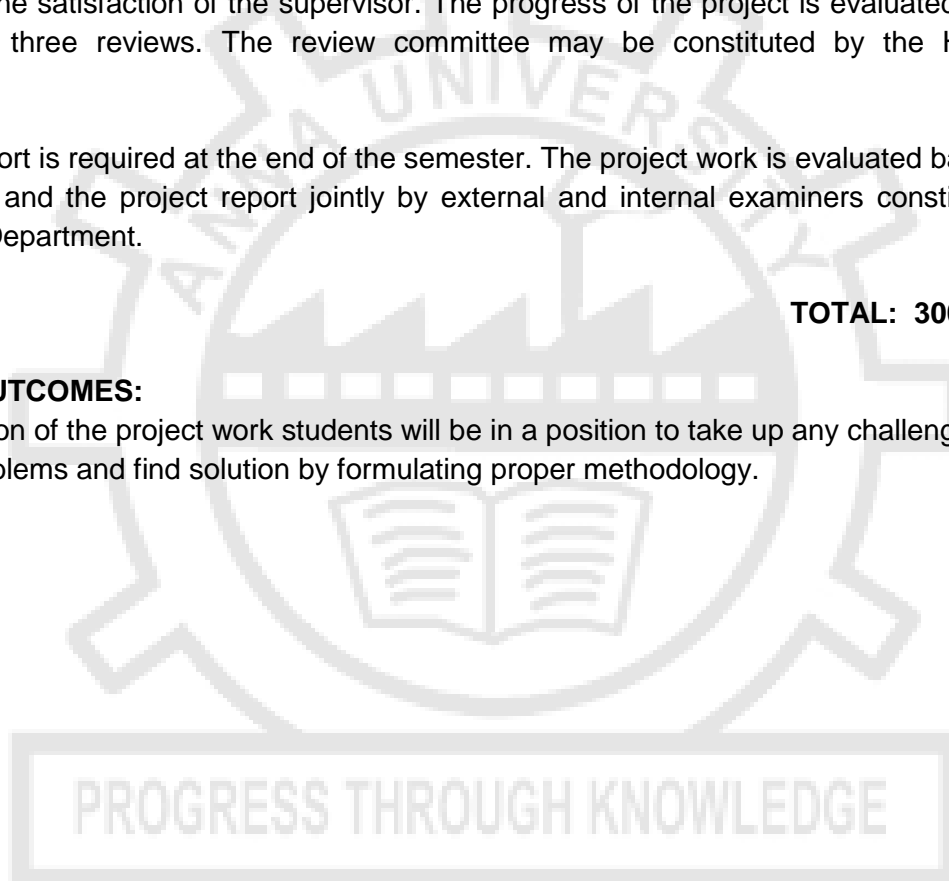 he satisfaction of the supervisor. The progress of the project is evaluated
three reviews. The review committee may be constituted by the H
ort is required at the end of the semester. The project work is evaluated ba
and the project report jointly by external and internal examiners consti
Department.
TOTAL: 300
UTCOMES:
on of the project work students will be in a position to take up any challeng
blems and find solution by formulating proper methodology.
ANNA UNIVERSITY
PROGRESS THROUGH KNOWLEDGE